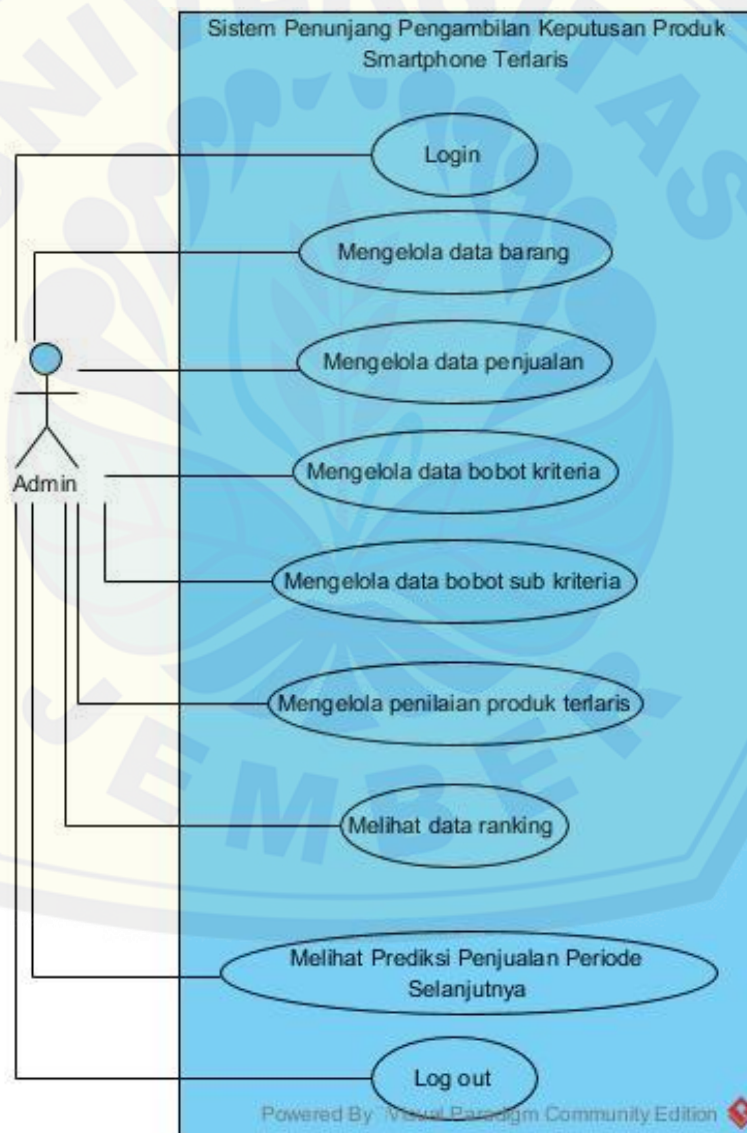 UNIVERSITAS
Sistem Penunjang Pengambilan Keputusan Produk
Smartphone Terlaris
Login
Mengelola data barang
Mengelola data penjualan
Admin
Mengelola data bobot kriteria
Mengelola data bobot sub kriteria
Mengelola penilaian produk terlaris
JEMBER
Melihat data ranking
Melihat Prediksi Penjualan Periode
Selanjutnya
Log out
Powered By Visual Paradigm Community Edition